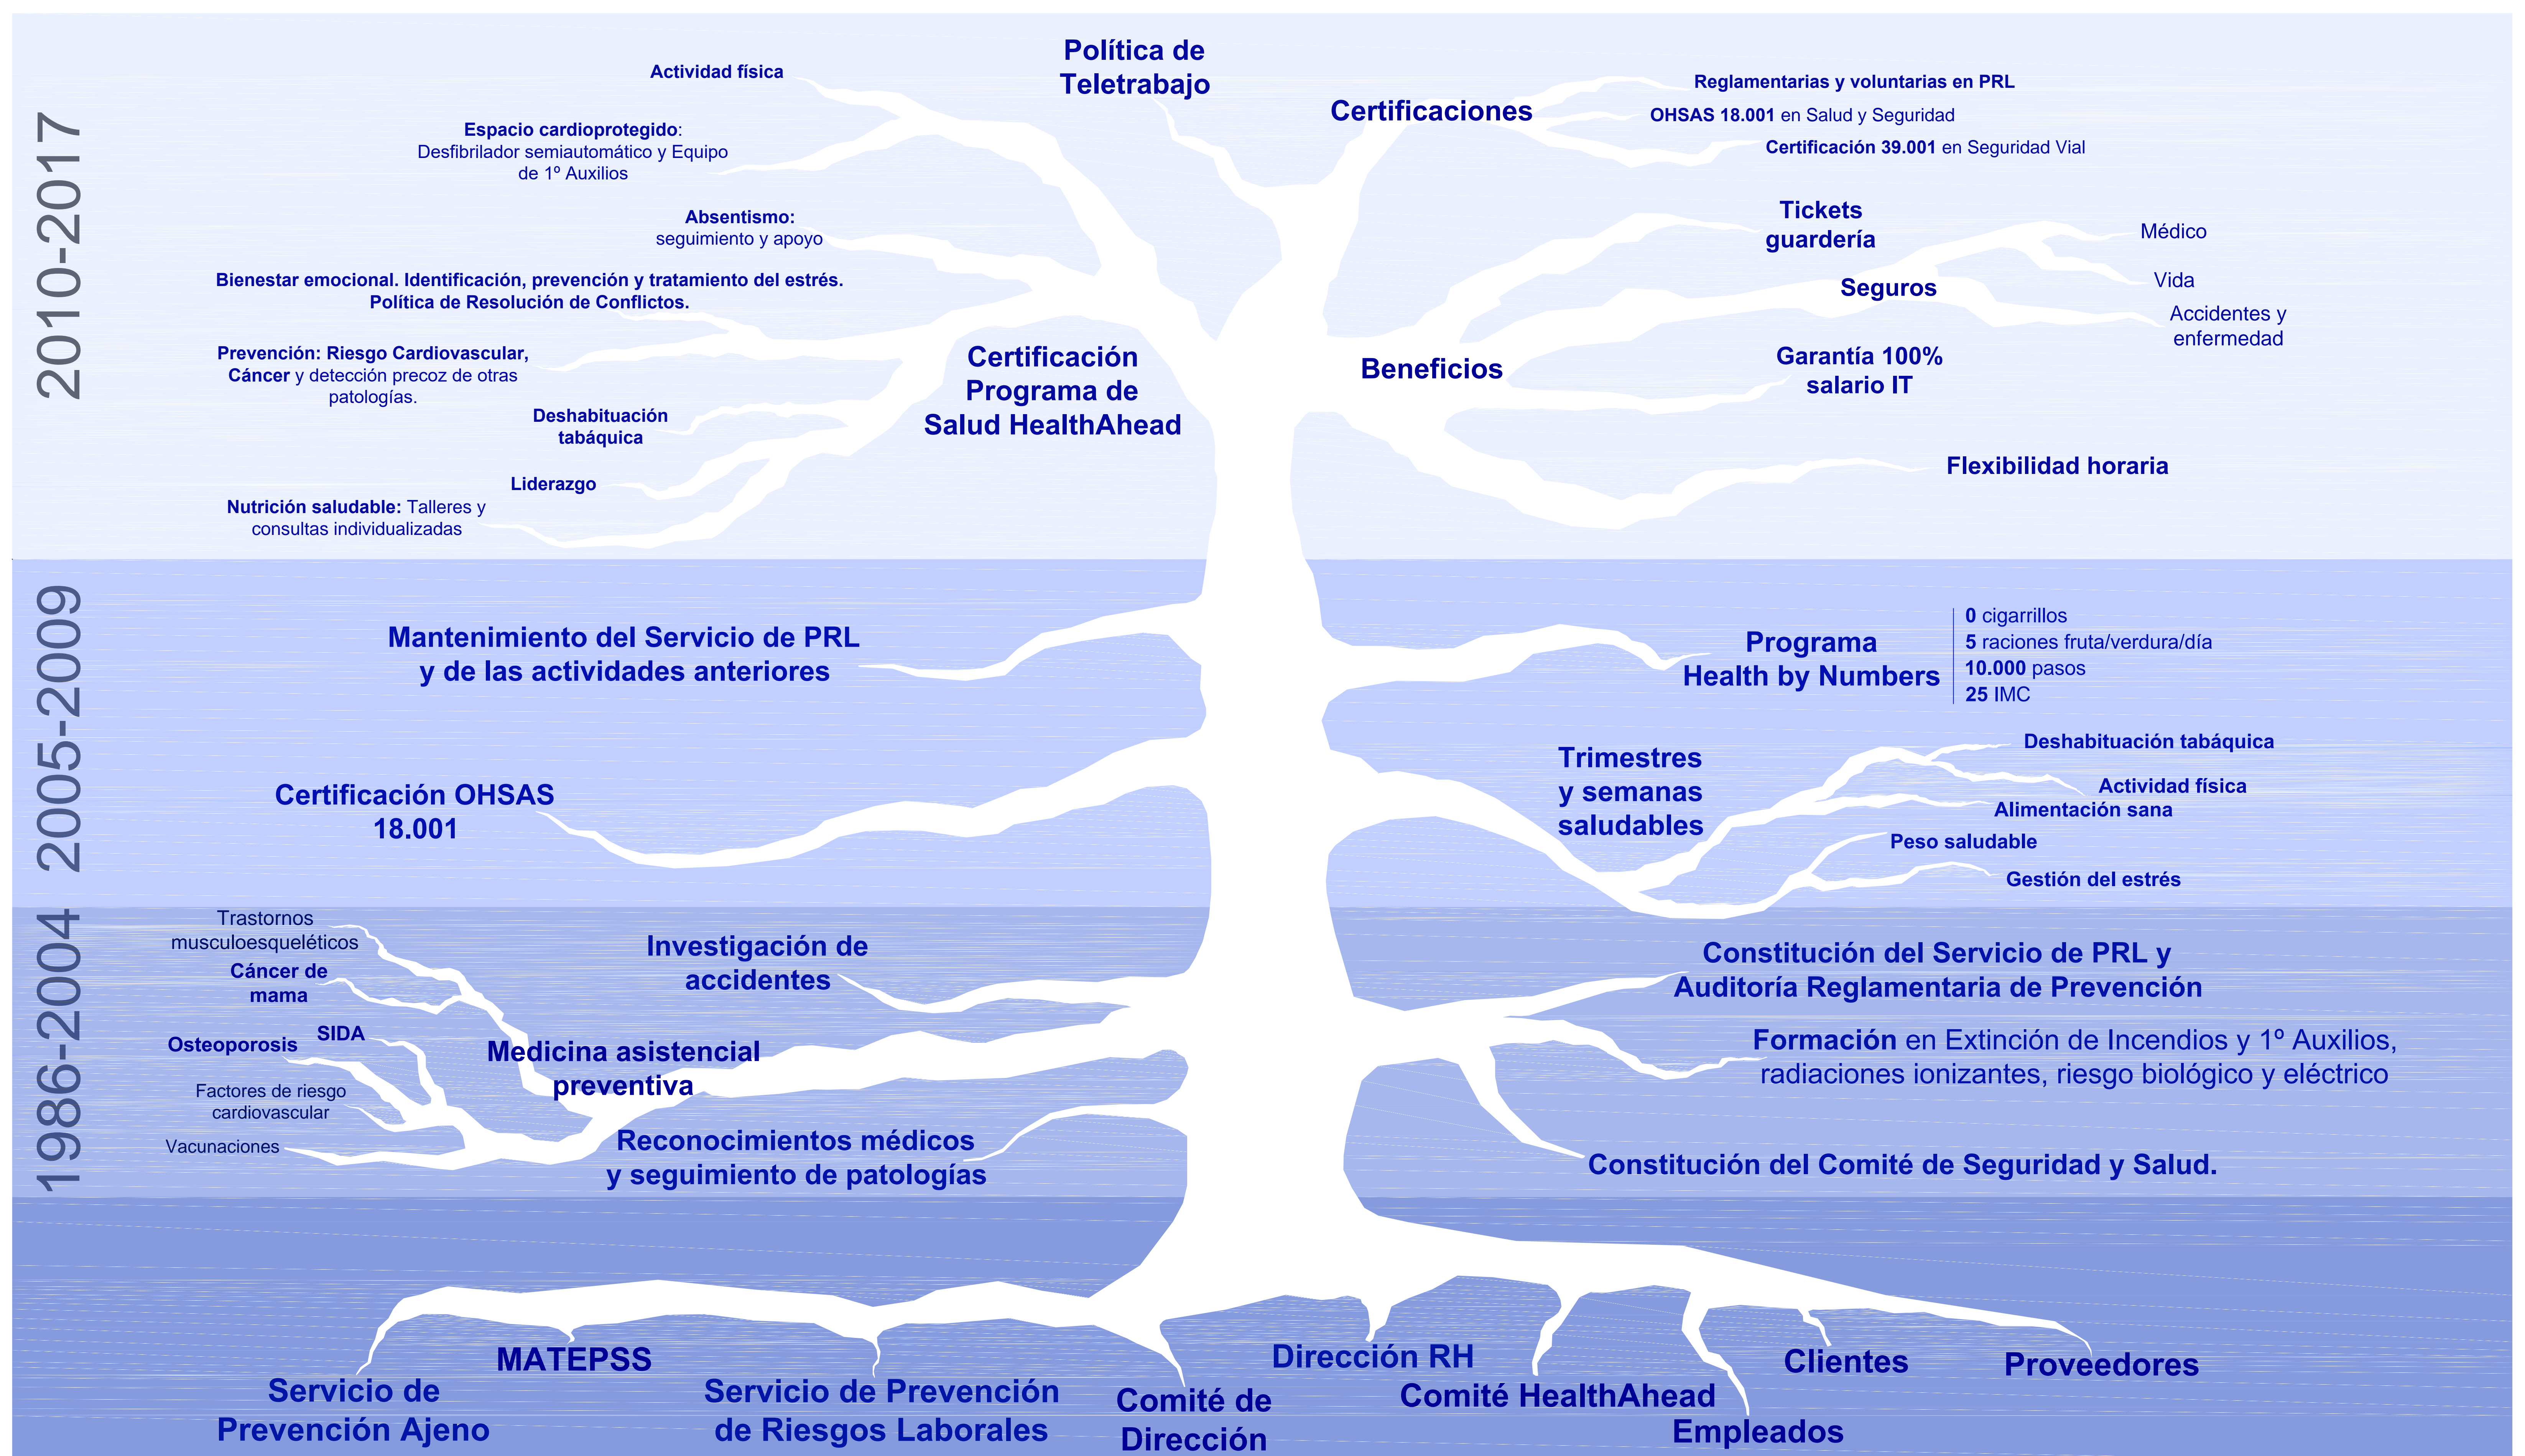 2010-2017
Actividad física
Espacio cardioprotegido:
Desfibrilador semiautomático y Equipo
de 1º Auxilios
Absentismo:
seguimiento y apoyo
Bienestar emocional. Identificación, prevención y tratamiento del estrés.
Política de Resolución de Conflictos.
Prevención: Riesgo Cardiovascular,
Cáncer y detección precoz de otras
patologías.
Deshabituación
tabáquica
Liderazgo
Nutrición saludable: Talleres y
consultas individualizadas
Certificación
Programa de
Salud HealthAhead
Política de
Teletrabajo
Certificaciones
Reglamentarias y voluntarias en PRL
OHSAS 18.001 en Salud y Seguridad
Certificación 39.001 en Seguridad Vial
Beneficios
Tickets
guardería
Seguros
Médico
Vida
Accidentes y
enfermedad
Garantía 100%
salario IT
Flexibilidad horaria
2005-2009
Mantenimiento del Servicio de PRL
y de las actividades anteriores
Certificación OHSAS
18.001
Programa
Health by Numbers
0 cigarrillos
5 raciones fruta/verdura/día
10.000 pasos
25 IMC
Trimestres
y semanas
saludables
Deshabituación tabáquica
Actividad física
Alimentación sana
Peso saludable
Gestión del estrés
1986-2004
Trastornos
musculoesqueléticos
Cáncer de
mama
SIDA
Osteoporosis
Factores de riesgo
cardiovascular
Vacunaciones
Investigación de
accidentes
Medicina asistencial
preventiva
Reconocimientos médicos
y seguimiento de patologías
Constitución del Servicio de PRL y
Auditoría Reglamentaria de Prevención
Formación en Extinción de Incendios y 1º Auxilios,
radiaciones ionizantes, riesgo biológico y eléctrico
Constitución del Comité de Seguridad y Salud.
Servicio de
Prevención Ajeno
MATEPSS
Servicio de Prevención
de Riesgos Laborales
Comité de
Dirección
Dirección RH
Comité HealthAhead
Empleados
Clientes
Proveedores